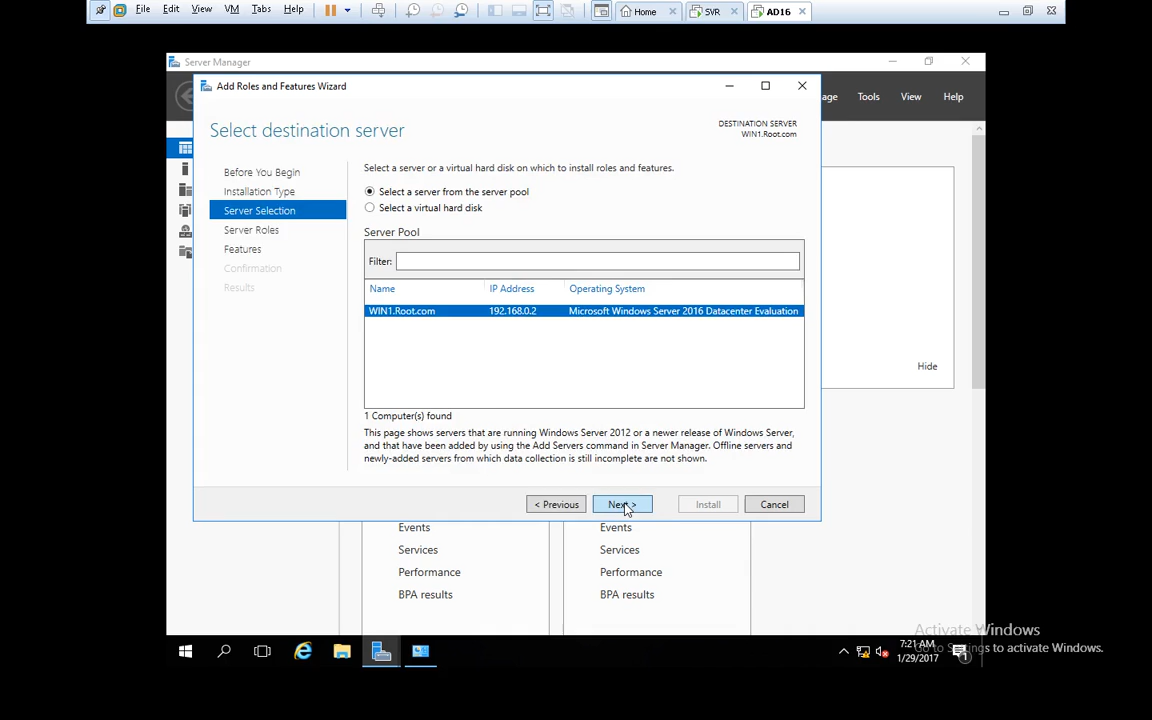 File Edit View VM Tabs Help
Home SVR AD16
Server Manager
Add Roles and Features Wizard
Tools View Help
Select destination server
DESTINATION SERVER
WIN1.Root.com
Before You Begin
Installation Type
Server Selection
Server Roles
Features
Confirmation
Results
Select a server or a virtual hard disk on which to install roles and features.
Select a server from the server pool
Select a virtual hard disk
Server Pool
Filter:
Name IP Address Operating System
WIN1.Root.com 192.168.0.2 Microsoft Windows Server 2016 Datacenter Evaluation
1 Computer(s) found
This page shows servers that are running Windows Server 2012 or a newer release of Windows Server,
and that have been added by using the Add Servers command in Server Manager. Offline servers and
newly-added servers from which data collection is still incomplete are not shown.
Hide
< Previous Next > Install Cancel
Events Events
Services Services
Performance Performance
BPA results BPA results
Activate Windows
Go to Settings to activate Windows.
7:21 AM
1/29/2017
1